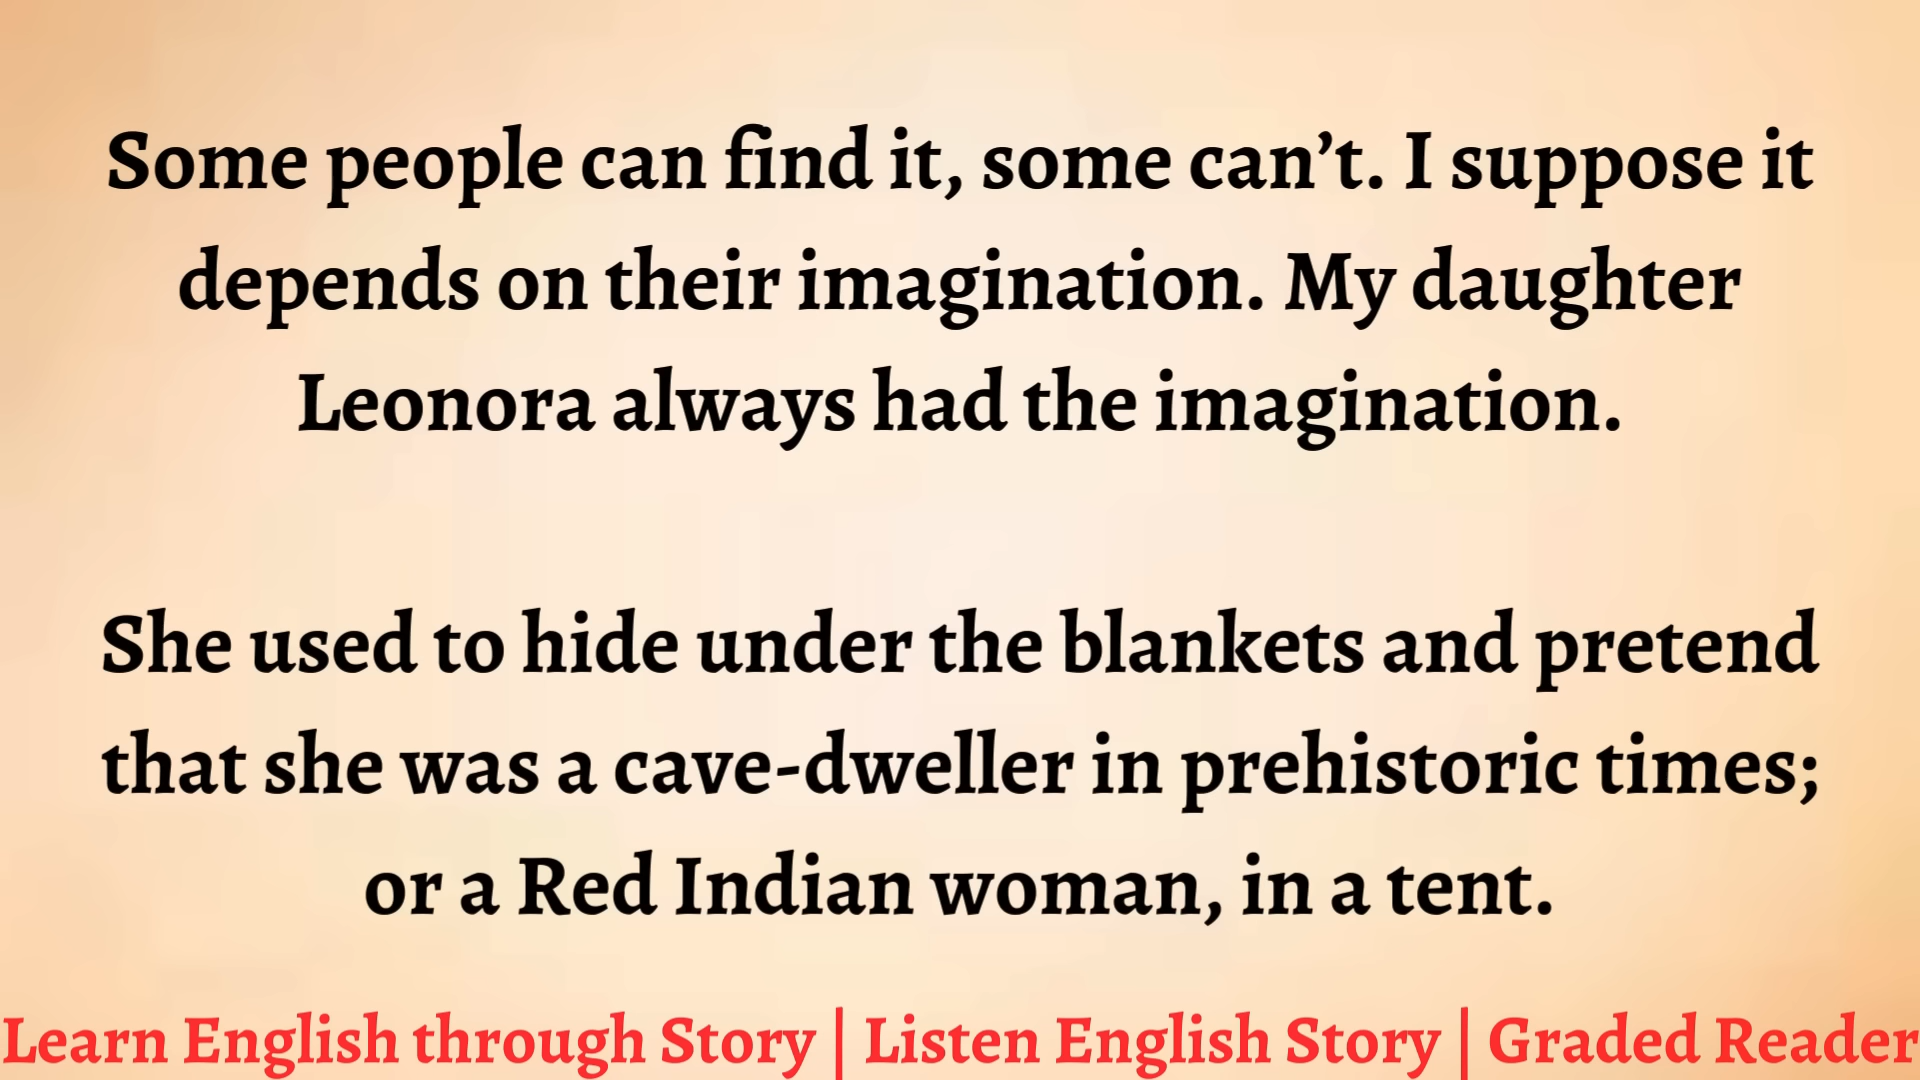 Some people can find it, some can’t. I suppose it
depends on their imagination. My daughter
Leonora always had the imagination.
She used to hide under the blankets and pretend
that she was a cave-dweller in prehistoric times;
or a Red Indian woman, in a tent.
Learn English through Story | Listen English Story | Graded Reader